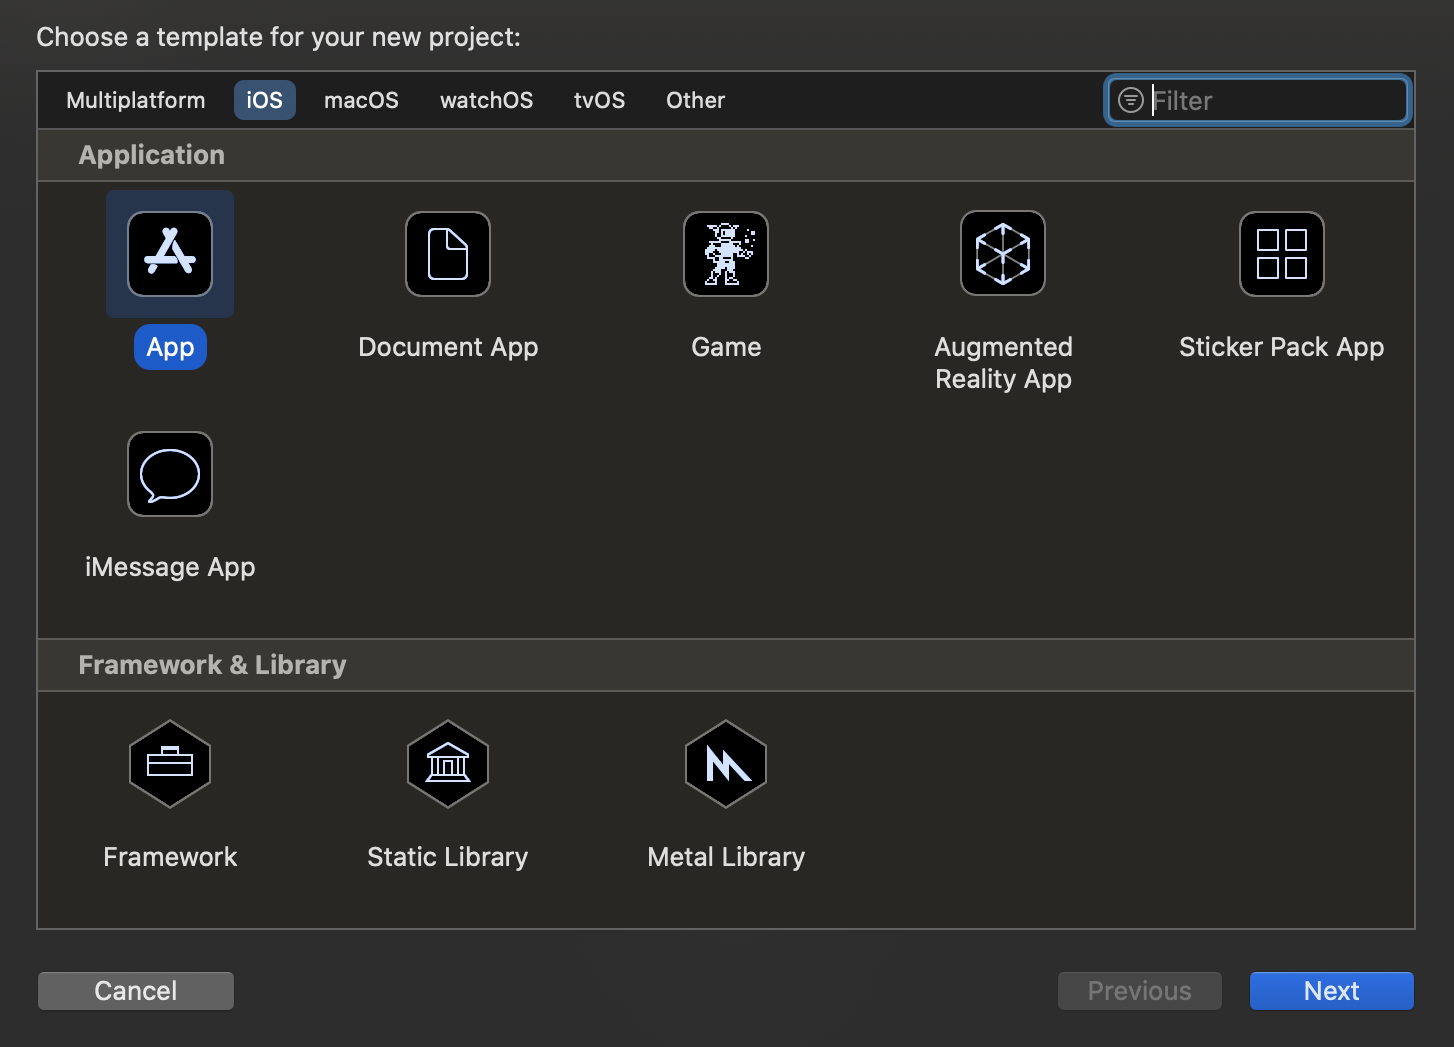 Choose a template for your new project:
Multiplatform iOS macOS watchOS tvOS Other Filter
Application
App Document App Game Augmented Reality App Sticker Pack App
iMessage App
Framework & Library
Framework Static Library Metal Library
Cancel Previous Next